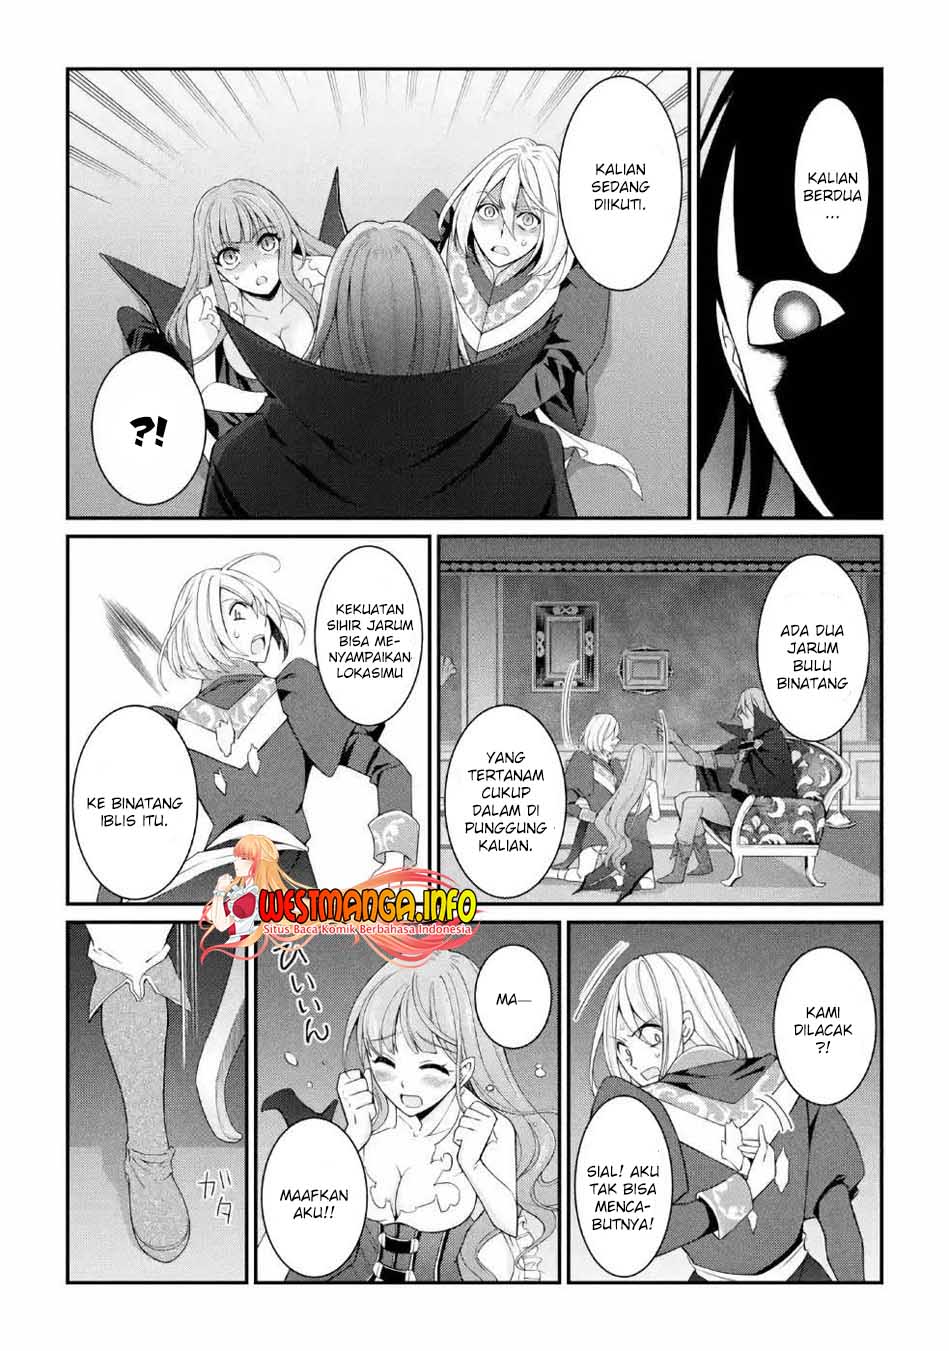 KALIAN
BERDUA
...
KALIAN
SEDANG
DIIKUTI.
?!
ADA DUA
JARUM
BULU
BINATANG
YANG
TERTANAM
CUKUP
DALAM DI
PUNGGUNG
KALIAN.
KEKUATAN
SIHIR JARUM
BISA ME-
NYAMPAIKAN
LOKASIMU
KE BINATANG
IBLIS ITU.
WESTMANGA.INFO
Situs Baca Komik Berbahasa Indonesia
KAMI
DILACAK
?!
SIAL! AKU
TAK BISA
MENCA-
BUTNYA!
MA—
ひいいん
MAAFKAN
AKU!!
ガタ